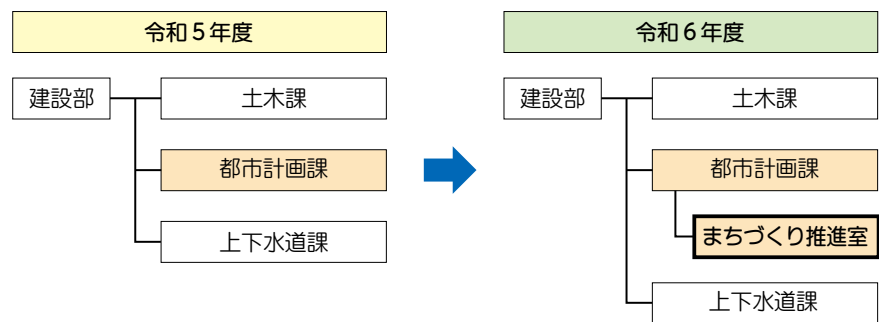 令和５年度
建設部
土木課
都市計画課
上下水道課
令和６年度
建設部
土木課
都市計画課
まちづくり推進室
上下水道課